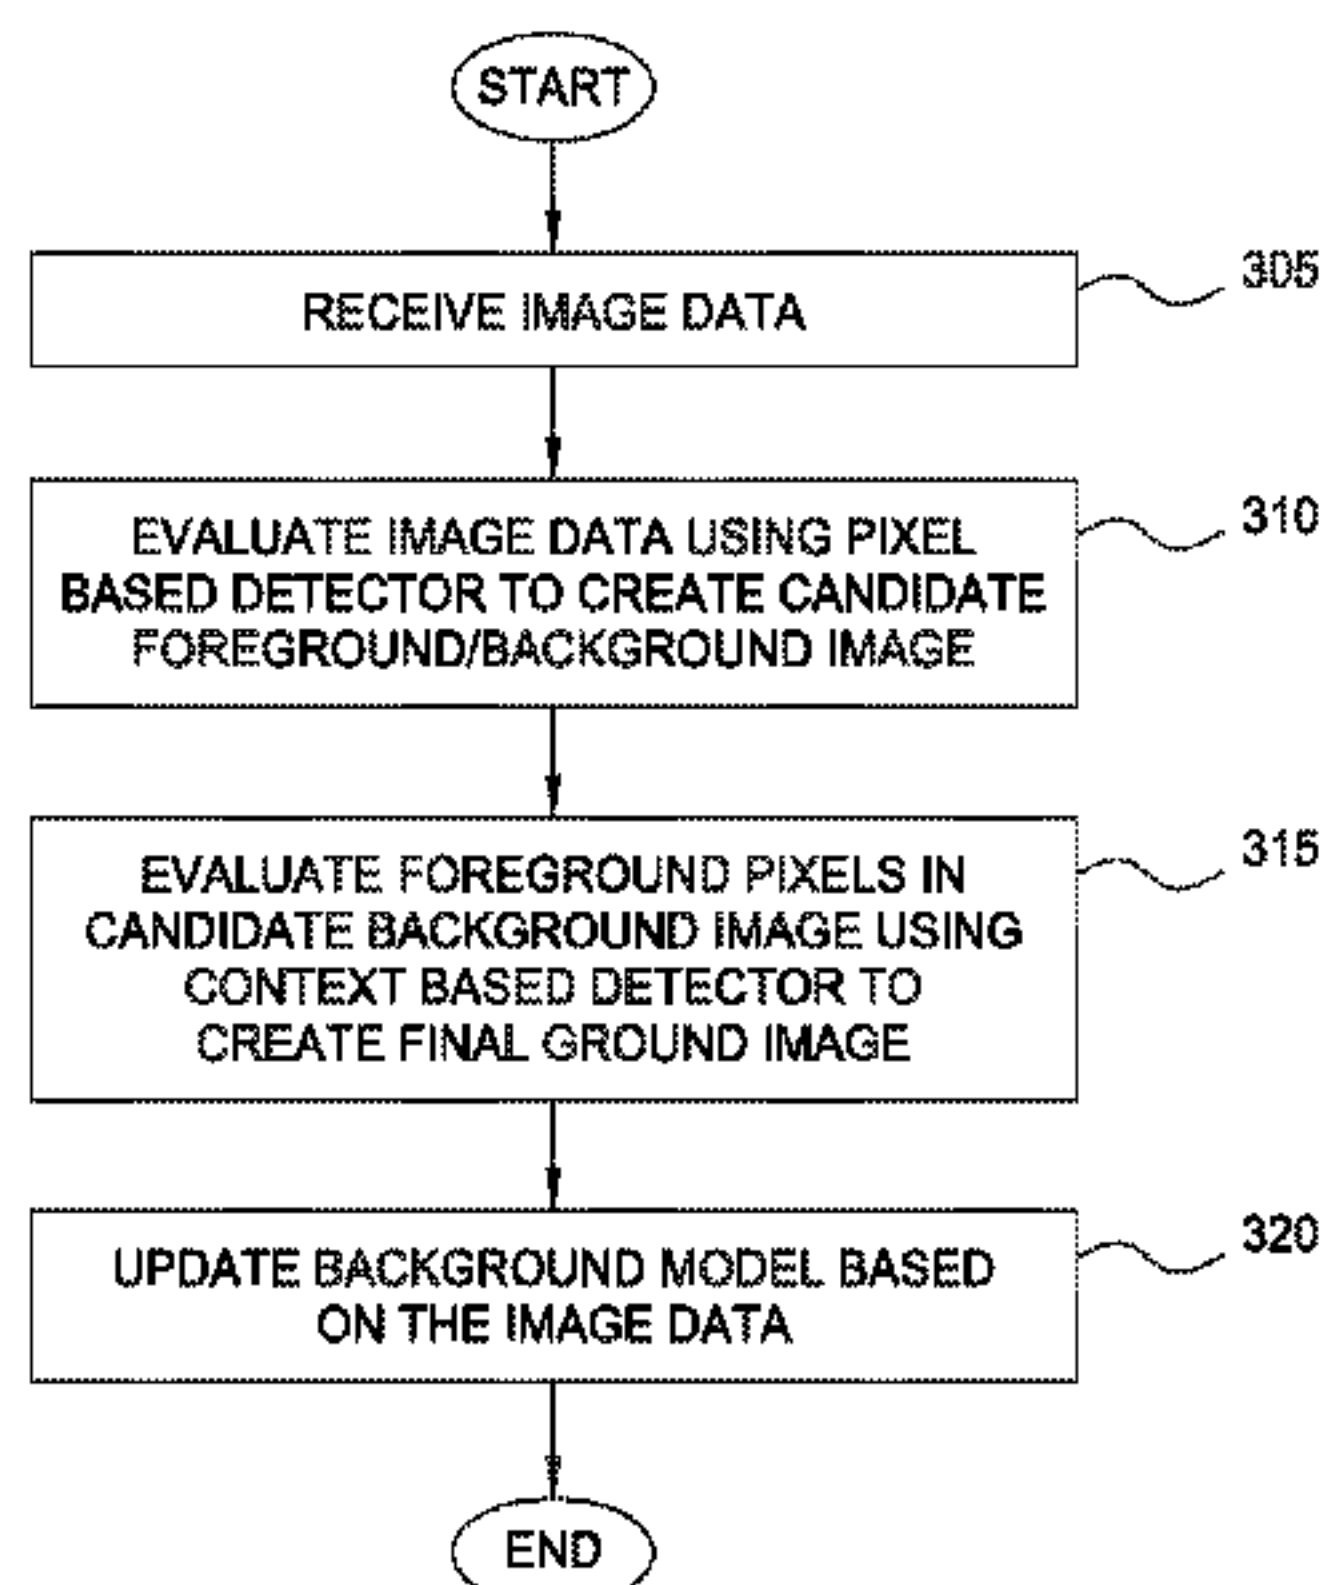 START
RECEIVE IMAGE DATA
305
EVALUATE IMAGE DATA USING PIXEL
BASED DETECTOR TO CREATE CANDIDATE
FOREGROUND/BACKGROUND IMAGE
310
EVALUATE FOREGROUND PIXELS IN
CANDIDATE BACKGROUND IMAGE USING
CONTEXT BASED DETECTOR TO
CREATE FINAL GROUND IMAGE
315
UPDATE BACKGROUND MODEL BASED
ON THE IMAGE DATA
320
END